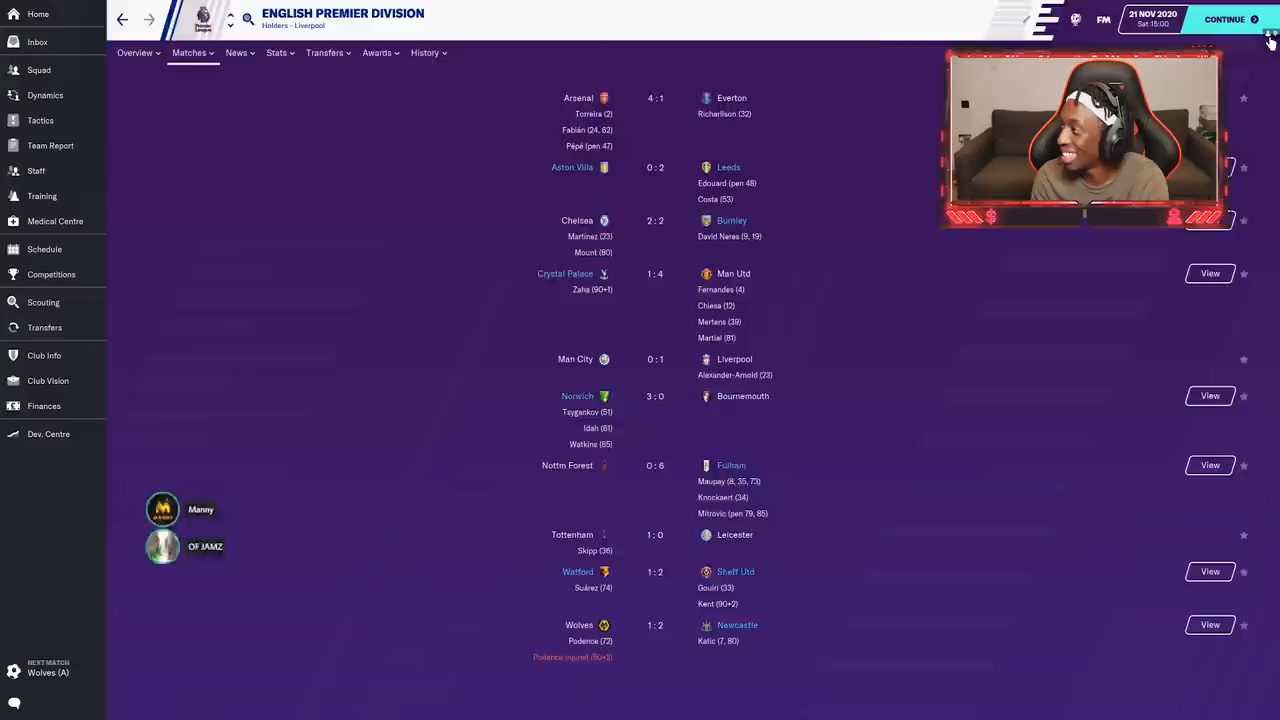 Home
Inbox
Squad
Dynamics
Tactics
Team Report
Staff
Training
Medical Centre
Schedule
Competitions
Scouting
Transfers
Club Info
Club Vision
Finances
Dev. Centre
NEXT MATCH
Wolves (A)
ENGLISH PREMIER DIVISION
Holders - Liverpool
FM
21 NOV 2020
Sat 15:00
CONTINUE
Overview Matches News Stats Transfers Awards History
Arsenal 4 : 1 Everton
Torreira (2) Richarlison (32)
Fabián (24, 62)
Pépé (pen 47)
Aston Villa 0 : 2 Leeds
Edouard (pen 48)
Costa (53)
Chelsea 2 : 2 Burnley
Martínez (23) David Neres (9, 19)
Mount (80)
Crystal Palace 1 : 4 Man Utd View
Zaha (90+1) Fernandes (4)
Chiesa (12)
Mertens (39)
Martial (81)
Man City 0 : 1 Liverpool
Alexander-Arnold (23)
Norwich 3 : 0 Bournemouth View
Tsygankov (51)
Idah (61)
Watkins (85)
Nottm Forest 0 : 6 Fulham View
Maupay (8, 35, 73)
Knockaert (34)
Mitrovic (pen 79, 85)
Tottenham 1 : 0 Leicester
Skipp (36)
Watford 1 : 2 Sheff Utd View
Suárez (74) Gouiri (33)
Kent (90+2)
Wolves 1 : 2 Newcastle View
Podence (72) Katic (7, 80)
Podence injured (90+2)
Manny
OF JAMZ